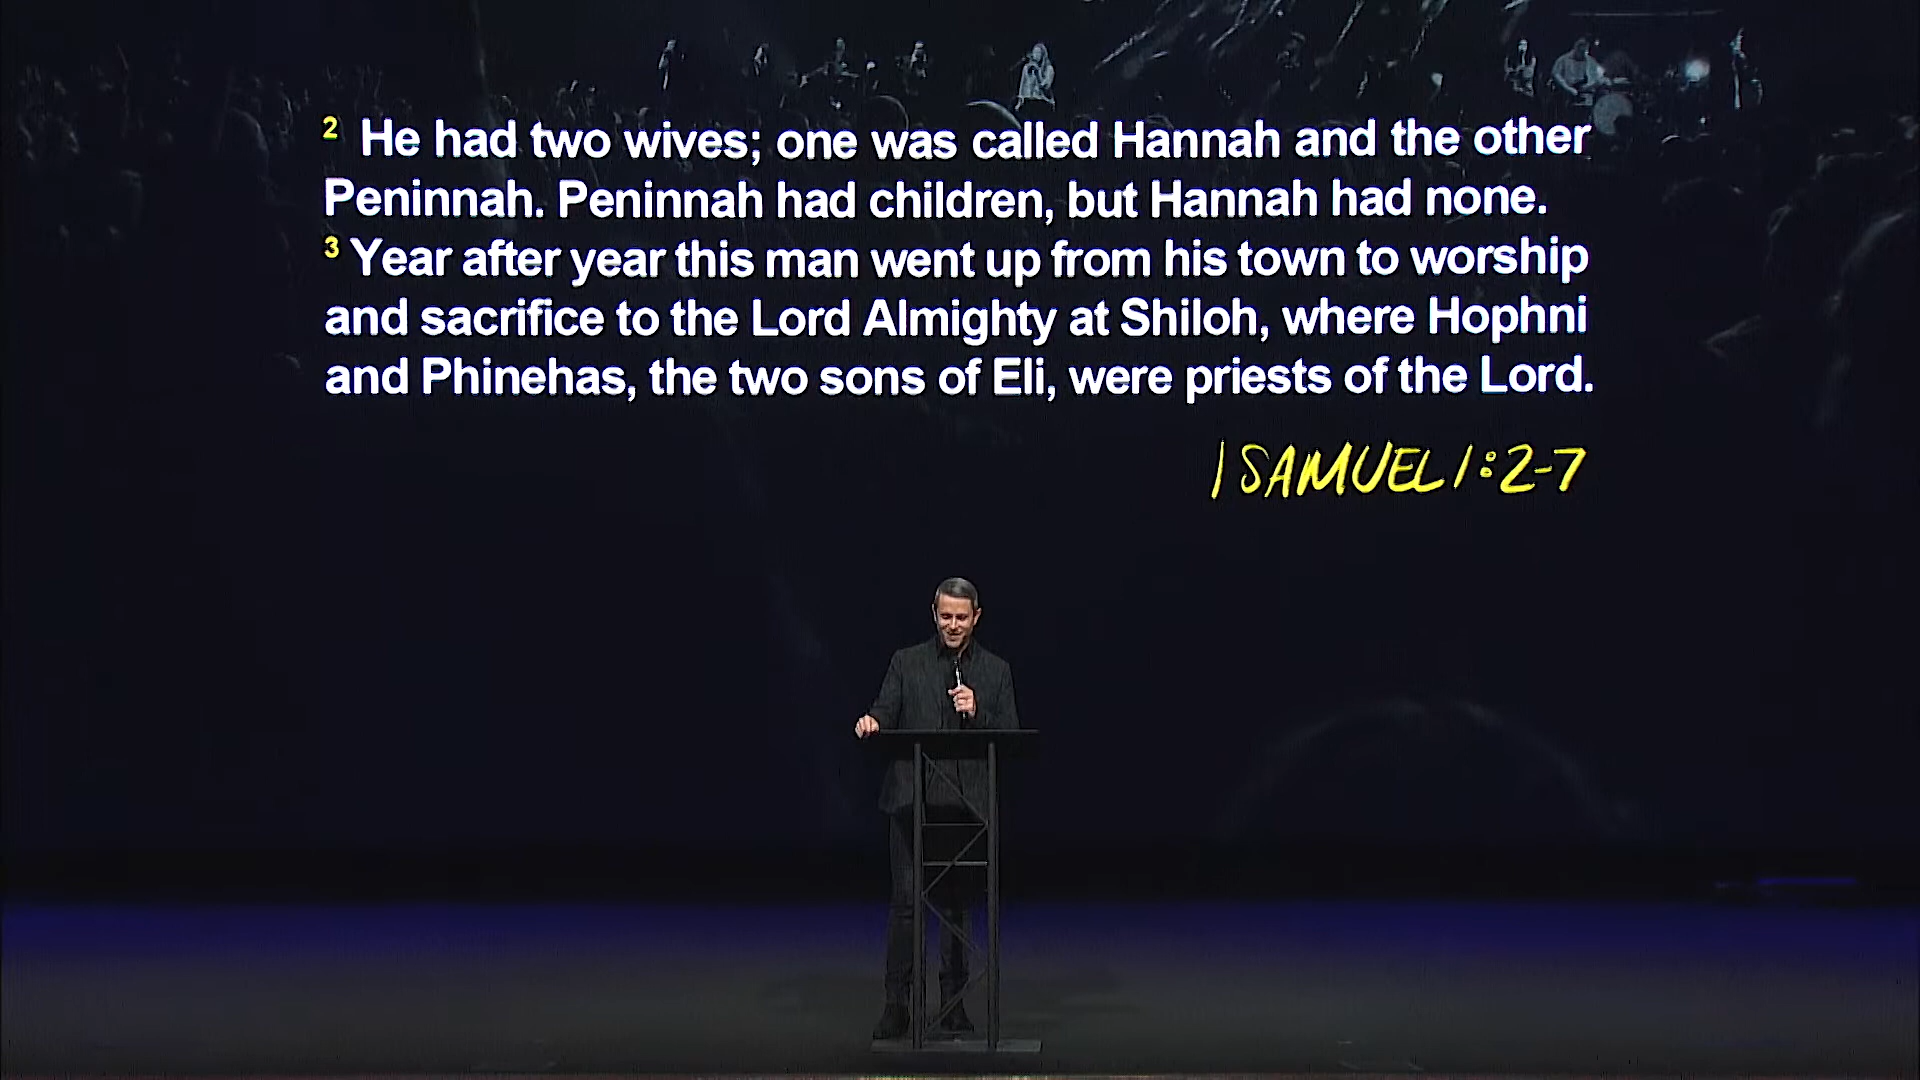 2 He had two wives; one was called Hannah and the other
Peninnah. Peninnah had children, but Hannah had none.
3 Year after year this man went up from his town to worship
and sacrifice to the Lord Almighty at Shiloh, where Hophni
and Phinehas, the two sons of Eli, were priests of the Lord.
1 SAMUEL 1:2-7